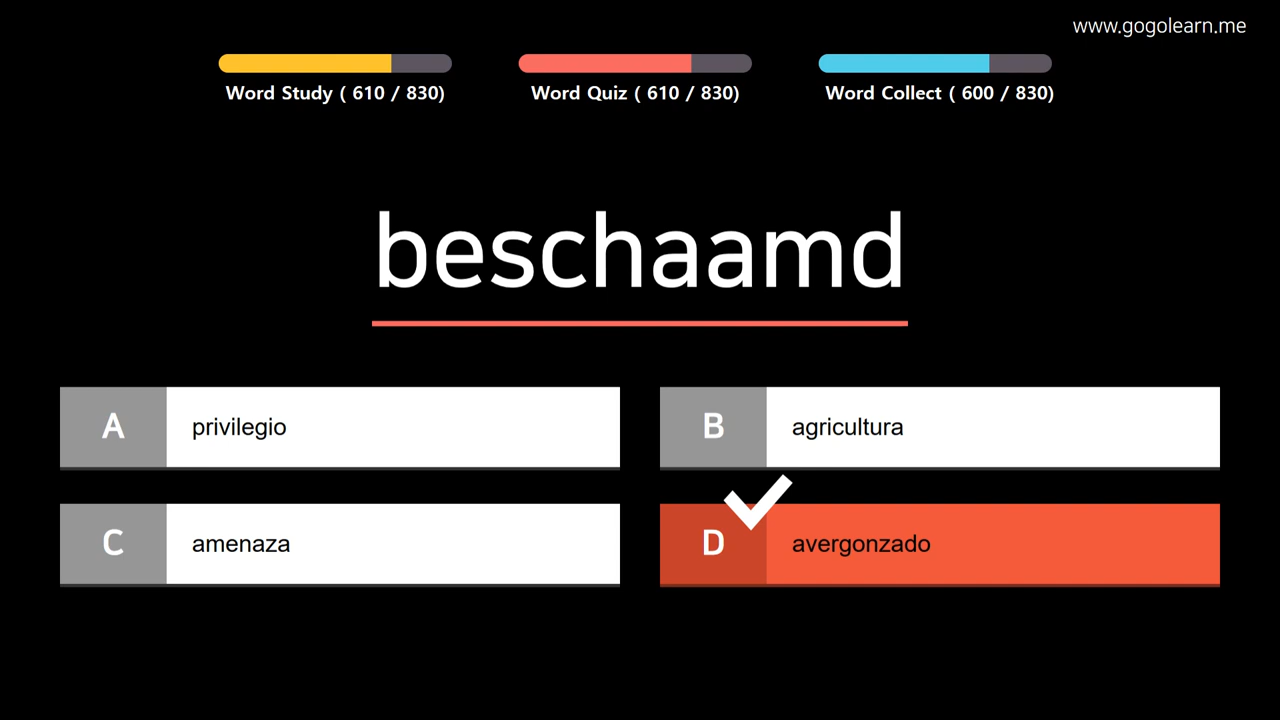 www.gogolearn.me
Word Study ( 610 / 830)
Word Quiz ( 610 / 830)
Word Collect ( 600 / 830)
beschaamd
A privilegio
B agricultura
C amenaza
D avergonzado